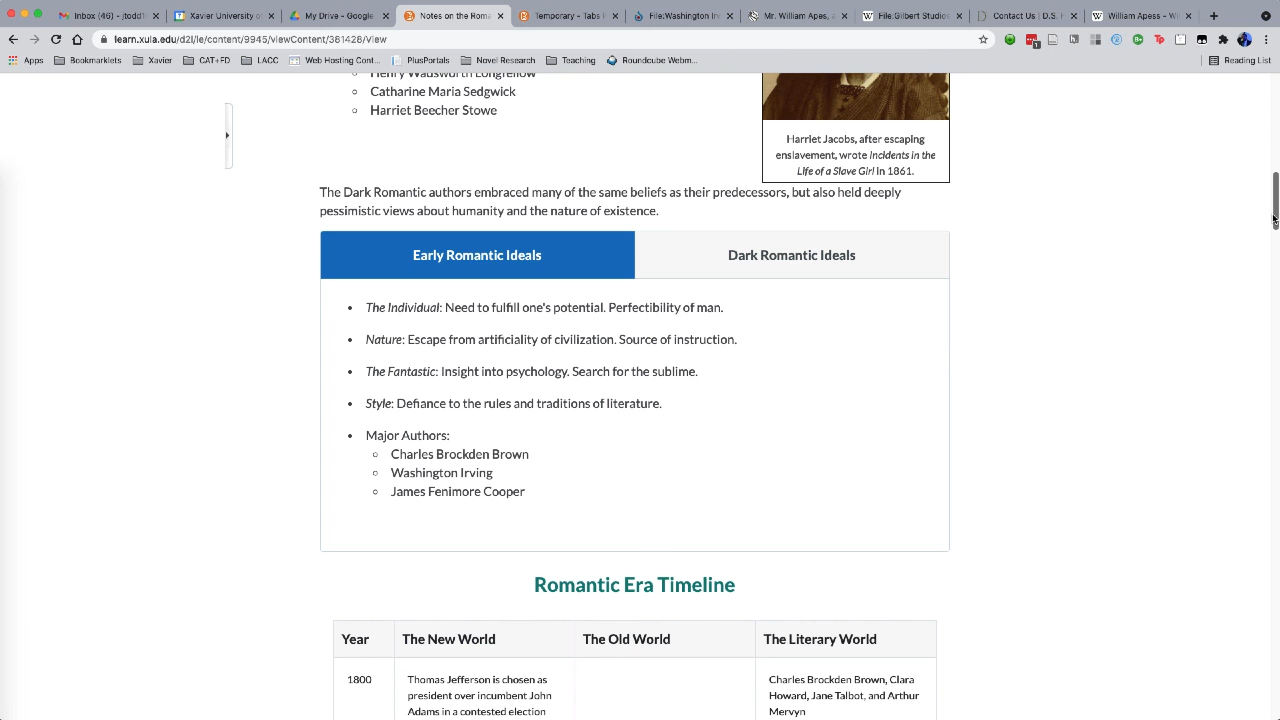 Inbox (46) - jtodd1
Xavier University o
My Drive - Google
Notes on the Roman
Temporary - Tabs I
File:Washington Irv
Mr. William Apes, a
File:Gilbert Studios
Contact Us | D.S. R
William Apess - Wi
learn.xula.edu/d2l/le/content/9945/viewContent/381428/View
Apps
Bookmarklets
Xavier
CAT+FD
LACC
Web Hosting Cont...
PlusPortals
Novel Research
Teaching
Roundcube Webm...
Reading List
Henry Wadsworth Longfellow
Catharine Maria Sedgwick
Harriet Beecher Stowe
Harriet Jacobs, after escaping
enslavement, wrote Incidents in the
Life of a Slave Girl in 1861.
The Dark Romantic authors embraced many of the same beliefs as their predecessors, but also held deeply
pessimistic views about humanity and the nature of existence.
Early Romantic Ideals
Dark Romantic Ideals
The Individual: Need to fulfill one's potential. Perfectibility of man.
Nature: Escape from artificiality of civilization. Source of instruction.
The Fantastic: Insight into psychology. Search for the sublime.
Style: Defiance to the rules and traditions of literature.
Major Authors:
Charles Brockden Brown
Washington Irving
James Fenimore Cooper
Romantic Era Timeline
Year
The New World
The Old World
The Literary World
1800
Thomas Jefferson is chosen as
president over incumbent John
Adams in a contested election
Charles Brockden Brown, Clara
Howard, Jane Talbot, and Arthur
Mervyn